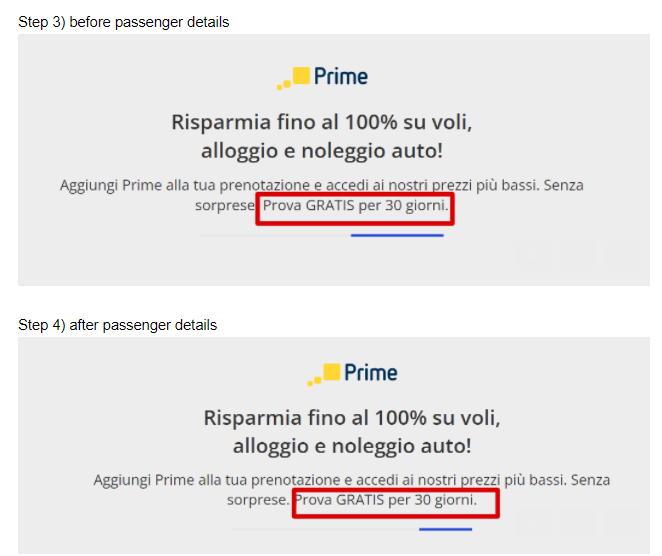 Step 3) before passenger details
Prime
Risparmia fino al 100% su voli,
alloggio e noleggio auto!
Aggiungi Prime alla tua prenotazione e accedi ai nostri prezzi più bassi. Senza
sorprese. Prova GRATIS per 30 giorni.
Step 4) after passenger details
Prime
Risparmia fino al 100% su voli,
alloggio e noleggio auto!
Aggiungi Prime alla tua prenotazione e accedi ai nostri prezzi più bassi. Senza
sorprese. Prova GRATIS per 30 giorni.